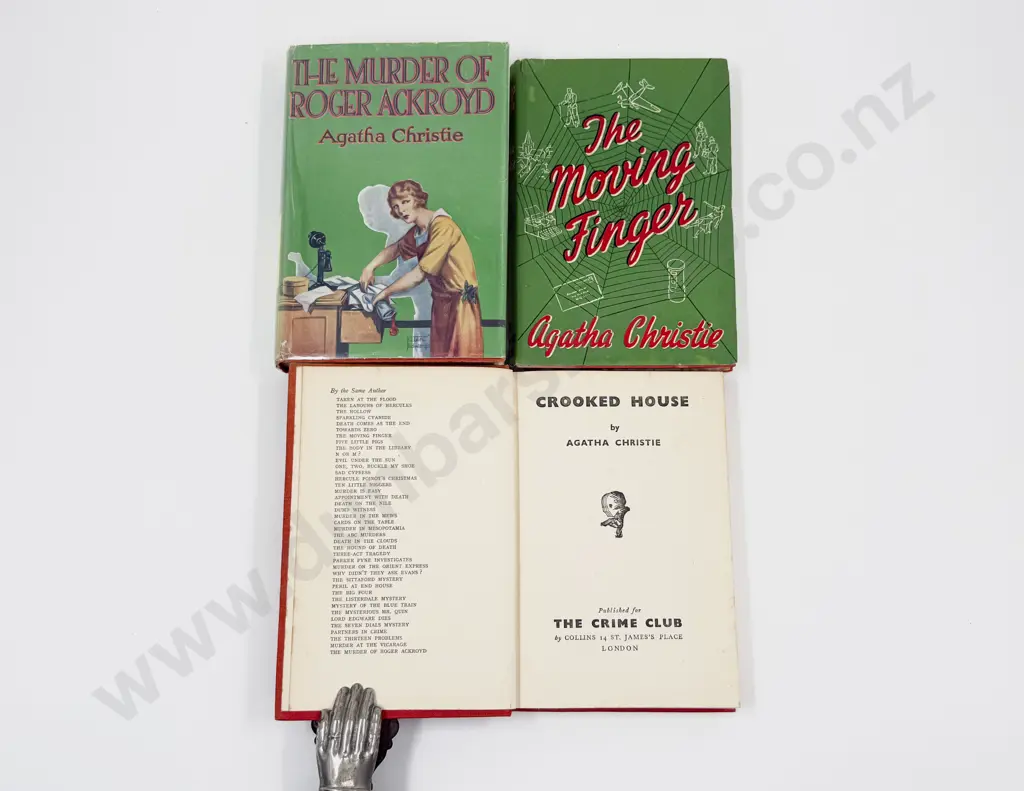 THE MURDER OF
ROGER ACKROYD
Agatha Christie
The
Moving
Finger
Agatha Christie
By the Same Author
TAKEN AT THE FLOOD
THE LABOURS OF HERCULES
THE HOLLOW
SPARKLING CYANIDE
DEATH COMES AS THE END
TOWARDS ZERO
THE MOVING FINGER
FIVE LITTLE PIGS
THE BODY IN THE LIBRARY
N OR M?
EVIL UNDER THE SUN
ONE, TWO, BUCKLE MY SHOE
SAD CYPRESS
HERCULE POIROT'S CHRISTMAS
TEN LITTLE NIGGERS
MURDER IS EASY
APPOINTMENT WITH DEATH
DEATH ON THE NILE
DUMB WITNESS
MURDER IN THE MEWS
CARDS ON THE TABLE
MURDER IN MESOPOTAMIA
THE ABC MURDERS
DEATH IN THE CLOUDS
THE HOUND OF DEATH
THREE-ACT TRAGEDY
PARKER PYNE INVESTIGATES
MURDER ON THE ORIENT EXPRESS
WHY DIDN'T THEY ASK EVANS?
THE SITTAFORD MYSTERY
PERIL AT END HOUSE
THE BIG FOUR
THE LISTERDALE MYSTERY
MYSTERY OF THE BLUE TRAIN
THE MYSTERIOUS MR. QUIN
LORD EDGWARE DIES
THE SEVEN DIALS MYSTERY
PARTNERS IN CRIME
THE THIRTEEN PROBLEMS
MURDER AT THE VICARAGE
THE MURDER OF ROGER ACKROYD
CROOKED HOUSE
by
AGATHA CHRISTIE
Published for
THE CRIME CLUB
by COLLINS 14 ST. JAMES'S PLACE
LONDON